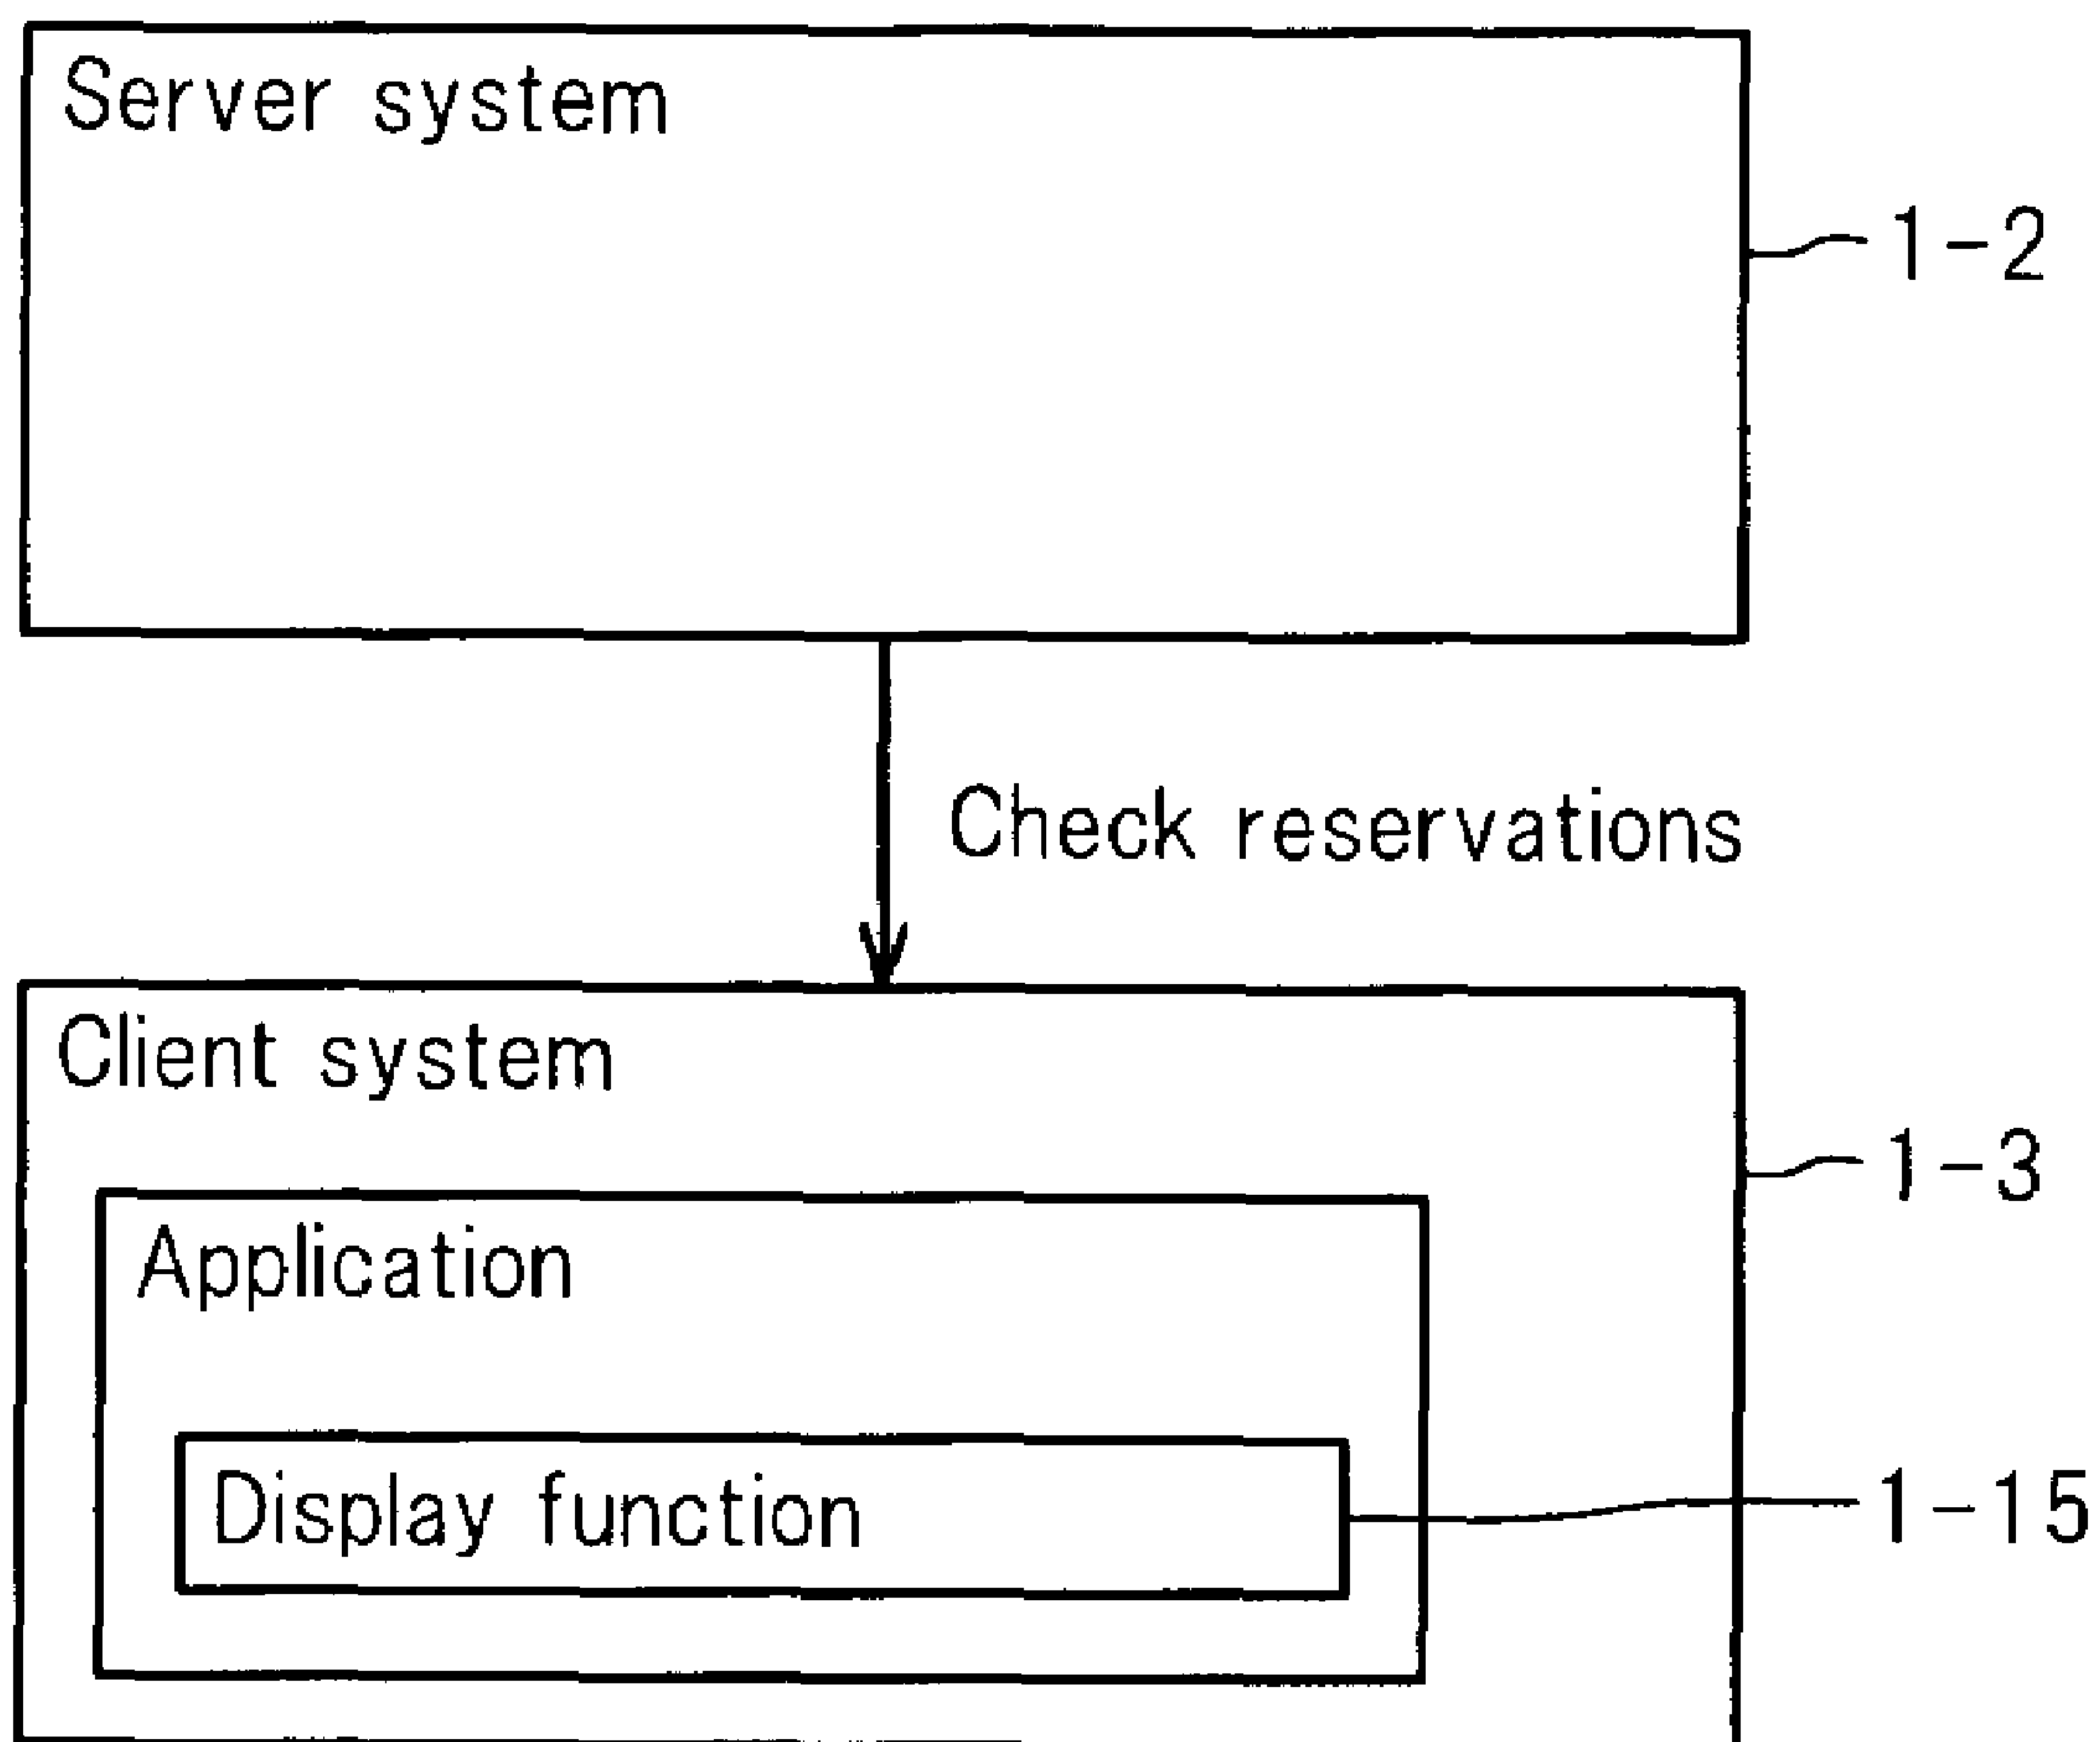 Server system
1-2
Check reservations
Client system
1-3
Application
Display function
1-15